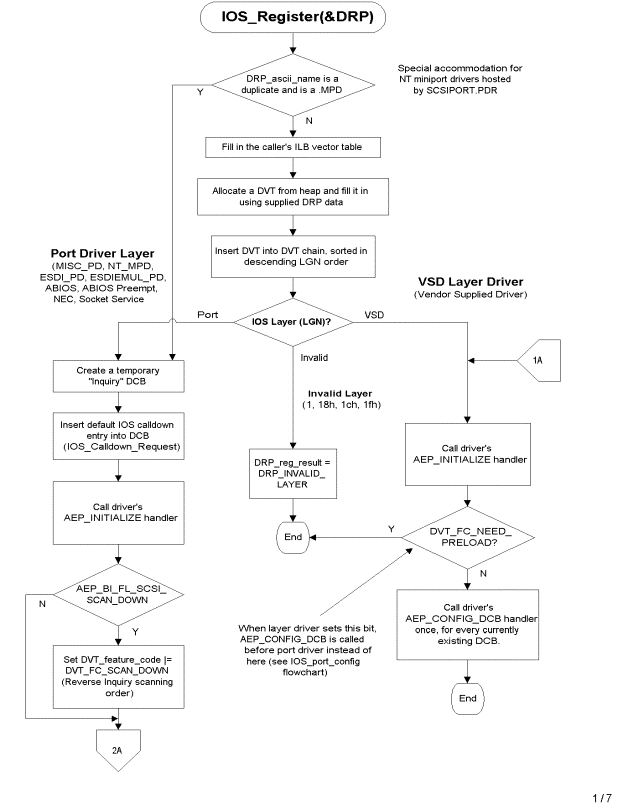 IOS_Register(&DRP)
DRP_ascii_name is a
duplicate and is a .MPD
Special accommodation for
NT miniport drivers hosted
by SCSIPORT.PDR
Y
N
Fill in the caller's ILB vector table
Allocate a DVT from heap and fill it in
using supplied DRP data
Insert DVT into DVT chain, sorted in
descending LGN order
Port Driver Layer
(MISC_PD, NT_MPD,
ESDI_PD, ESDIEMUL_PD,
ABIOS, ABIOS Preempt,
NEC, Socket Service
VSD Layer Driver
(Vendor Supplied Driver)
Port
IOS Layer (LGN)?
VSD
Invalid
1A
Create a temporary
"Inquiry" DCB
Invalid Layer
(1, 18h, 1ch, 1fh)
Insert default IOS calldown
entry into DCB
(IOS_Calldown_Request)
DRP_reg_result =
DRP_INVALID_
LAYER
Call driver's
AEP_INITIALIZE handler
Call driver's
AEP_INITIALIZE handler
End
Y
DVT_FC_NEED_
PRELOAD?
N
AEP_BI_FL_SCSI_
SCAN_DOWN
N
Y
When layer driver sets this bit,
AEP_CONFIG_DCB is called
before port driver instead of
here (see IOS_port_config
flowchart)
Call driver's
AEP_CONFIG_DCB handler
once, for every currently
existing DCB.
Set DVT_feature_code |=
DVT_FC_SCAN_DOWN
(Reverse Inquiry scanning
order)
End
2A
1 / 7